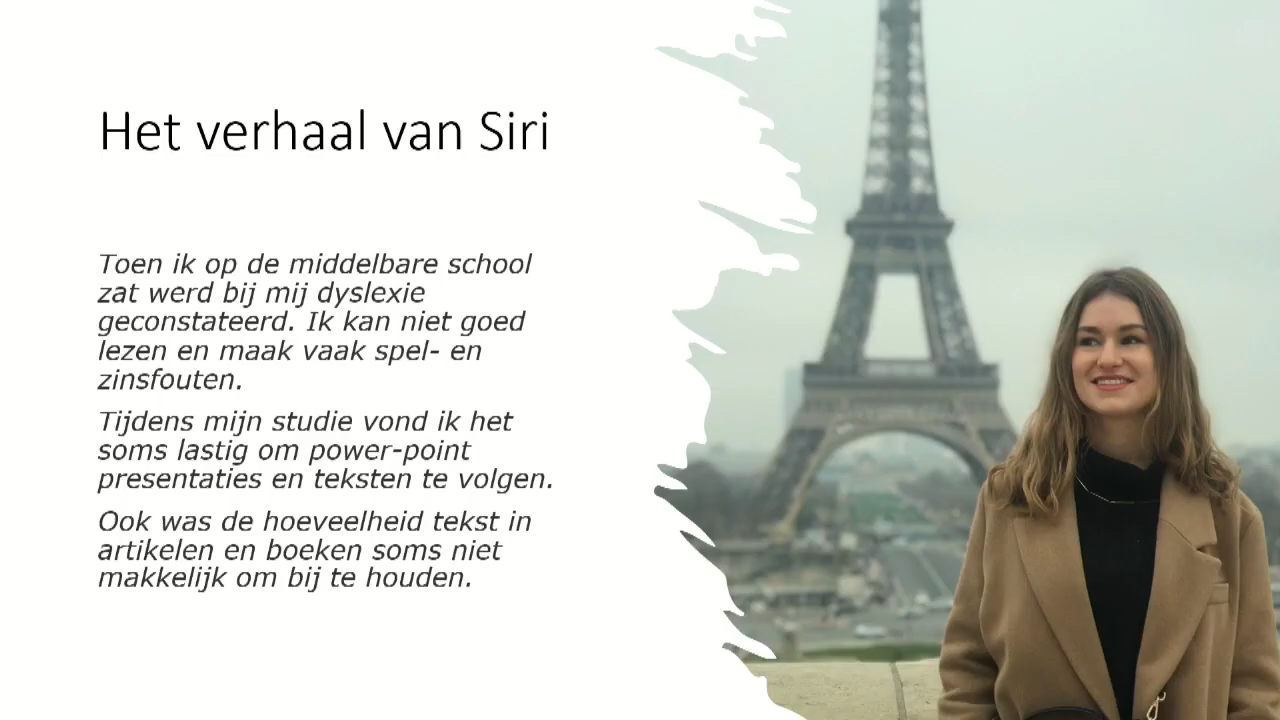 Het verhaal van Siri
Toen ik op de middelbare school
zat werd bij mij dyslexie
geconstateerd. Ik kan niet goed
lezen en maak vaak spel- en
zinsfouten.
Tijdens mijn studie vond ik het
soms lastig om power-point
presentaties en teksten te volgen.
Ook was de hoeveelheid tekst in
artikelen en boeken soms niet
makkelijk om bij te houden.